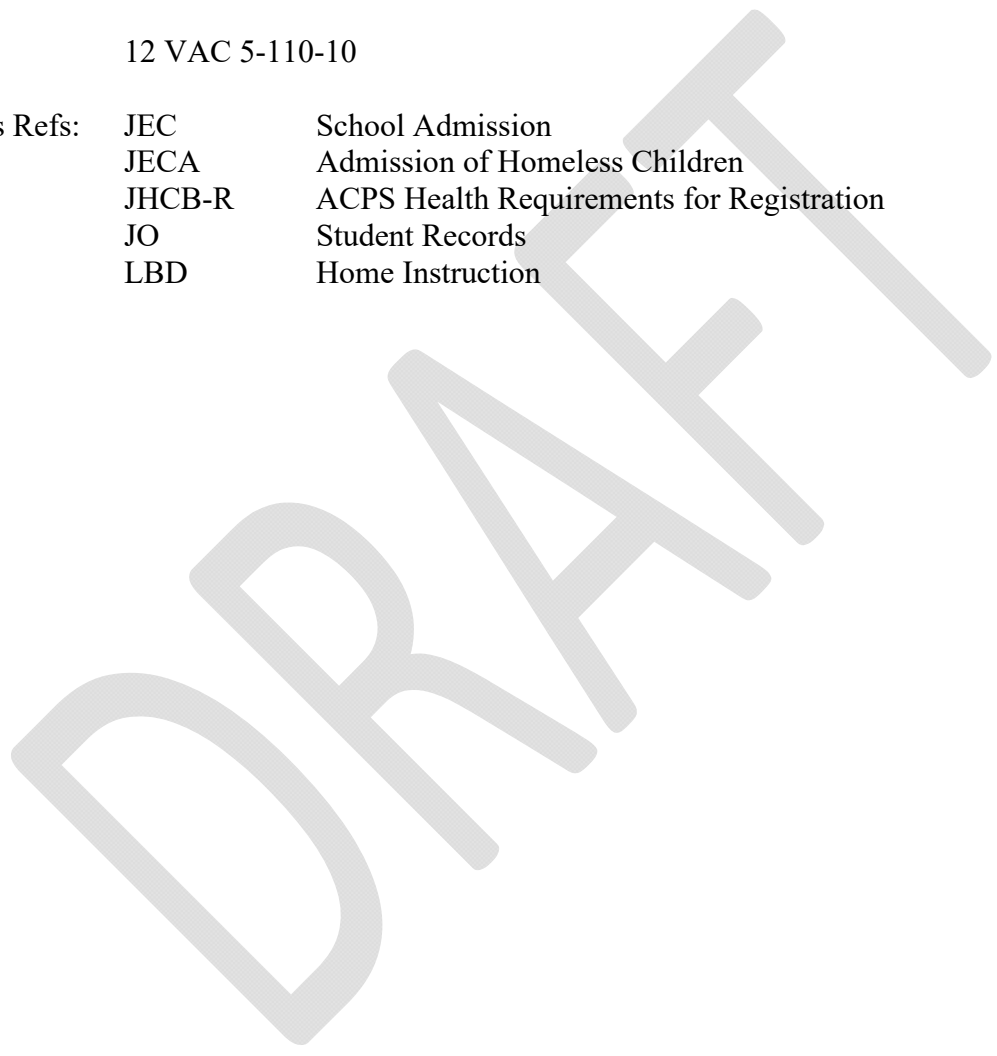 12 VAC 5-110-10
s Refs: JEC School Admission
JECA Admission of Homeless Children
JHCB-R ACPS Health Requirements for Registration
JO Student Records
LBD Home Instruction
DRAFT